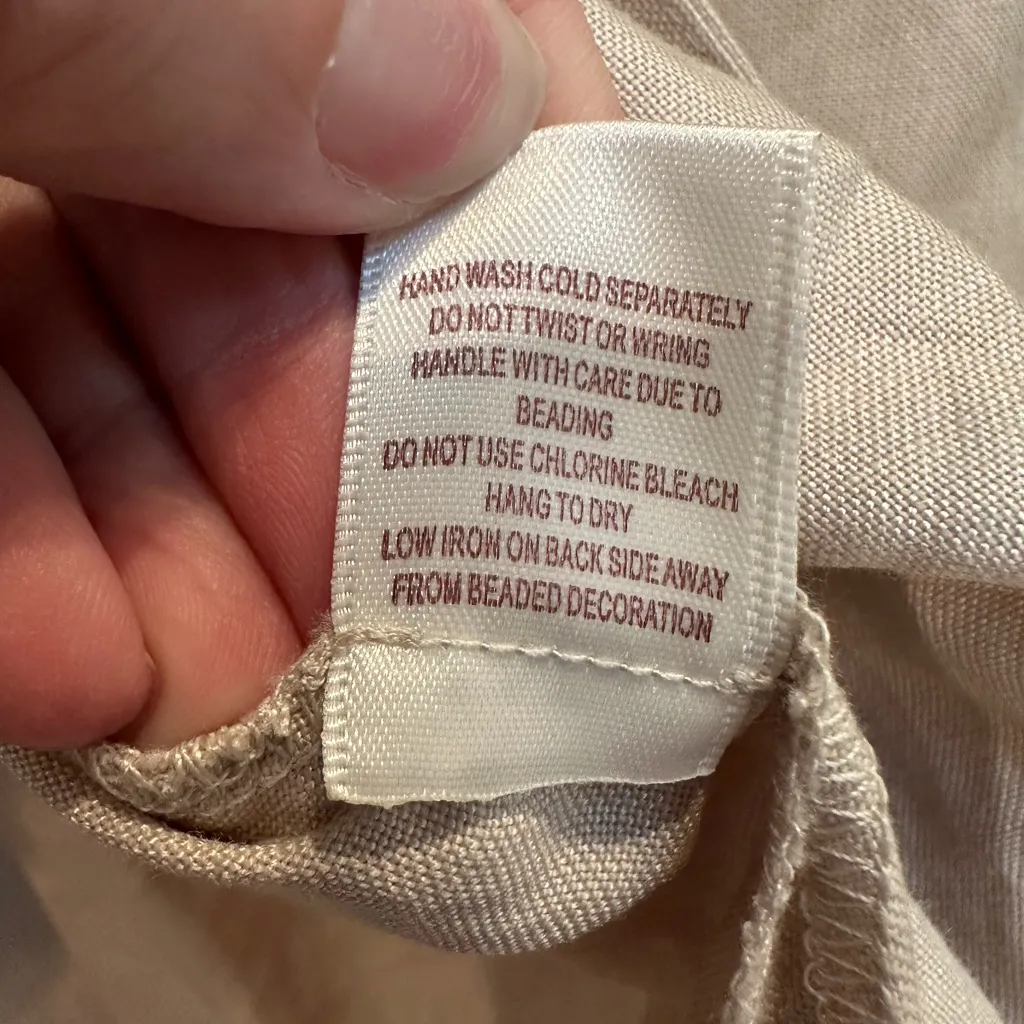 HAND WASH COLD SEPARATELY
DO NOT TWIST OR WRING
HANDLE WITH CARE DUE TO
BEADING
DO NOT USE CHLORINE BLEACH
HANG TO DRY
LOW IRON ON BACK SIDE AWAY
FROM BEADED DECORATION